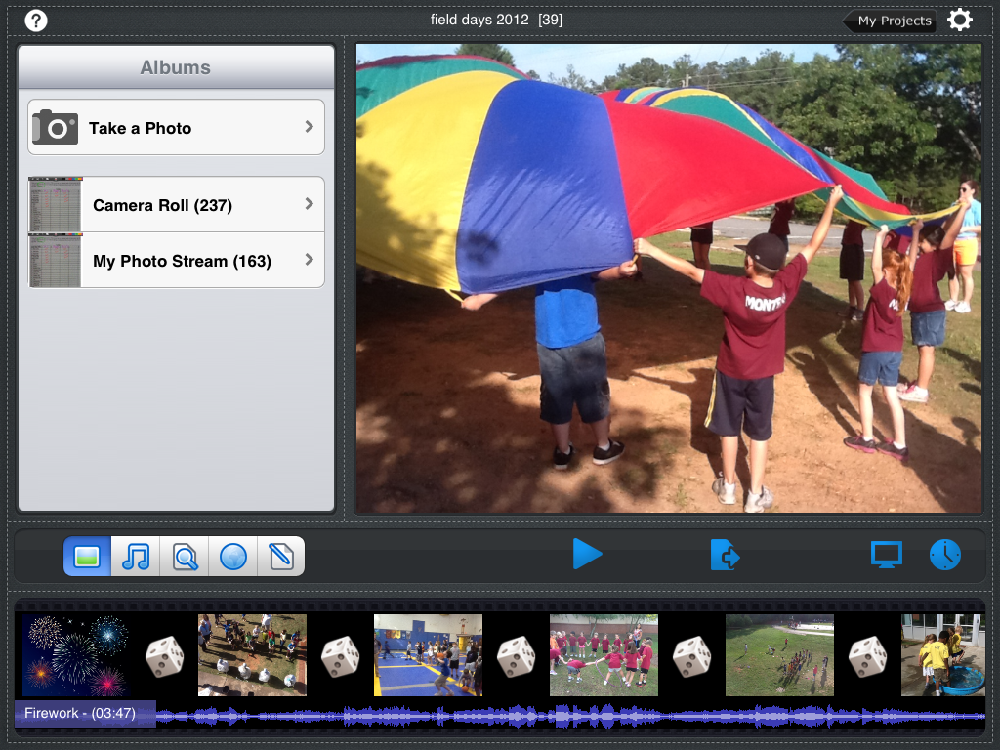 ?
field days 2012 [39]
My Projects
Albums
Take a Photo
Camera Roll (237)
My Photo Stream (163)
MONTE
Firework - (03:47)